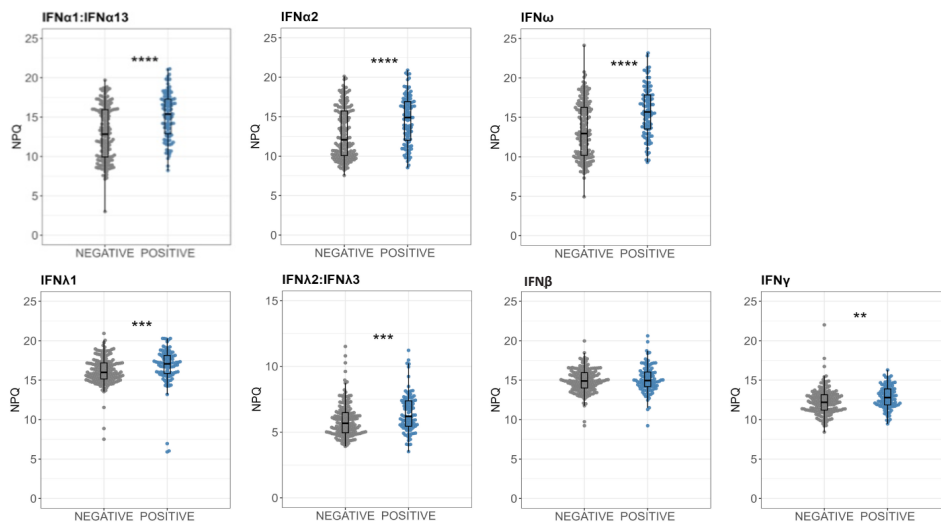 IFNα1:IFNα13
IFNα2
IFNω
25
20
15
10
5
0
NPQ
****
NEGATIVE POSITIVE
25
20
15
10
5
0
NPQ
****
NEGATIVE POSITIVE
25
20
15
10
5
0
NPQ
****
NEGATIVE POSITIVE
IFNλ1
IFNλ2:IFNλ3
IFNβ
IFNγ
25
20
15
10
5
0
NPQ
***
NEGATIVE POSITIVE
15
10
5
0
NPQ
***
NEGATIVE POSITIVE
25
20
15
10
5
0
NPQ
NEGATIVE POSITIVE
25
20
15
10
5
0
NPQ
**
NEGATIVE POSITIVE